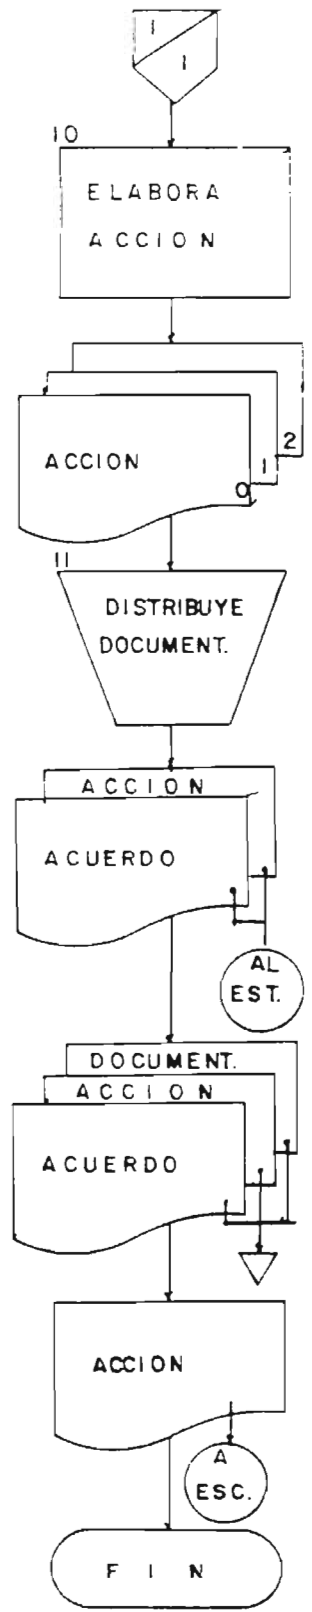 1
1
10
ELABORA
ACCION
2
1
ACCION
0
11
DISTRIBUYE
DOCUMENT.
ACCION
ACUERDO
AL
EST.
DOCUMENT.
ACCION
ACUERDO
ACCION
A
ESC.
FIN